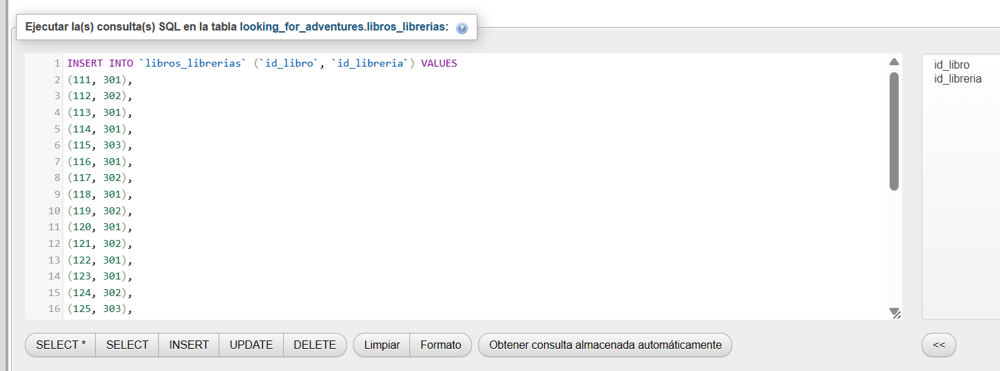 Ejecutar la(s) consulta(s) SQL en la tabla looking_for_adventures.libros_librerias:
1 INSERT INTO `libros_librerias` (`id_libro`, `id_libreria`) VALUES
2 (111, 301),
3 (112, 302),
4 (113, 301),
5 (114, 301),
6 (115, 303),
7 (116, 301),
8 (117, 302),
9 (118, 301),
10 (119, 302),
11 (120, 301),
12 (121, 302),
13 (122, 301),
14 (123, 301),
15 (124, 302),
16 (125, 303),
id_libro
id_libreria
SELECT * SELECT INSERT UPDATE DELETE Limpiar Formato Obtener consulta almacenada automáticamente <<